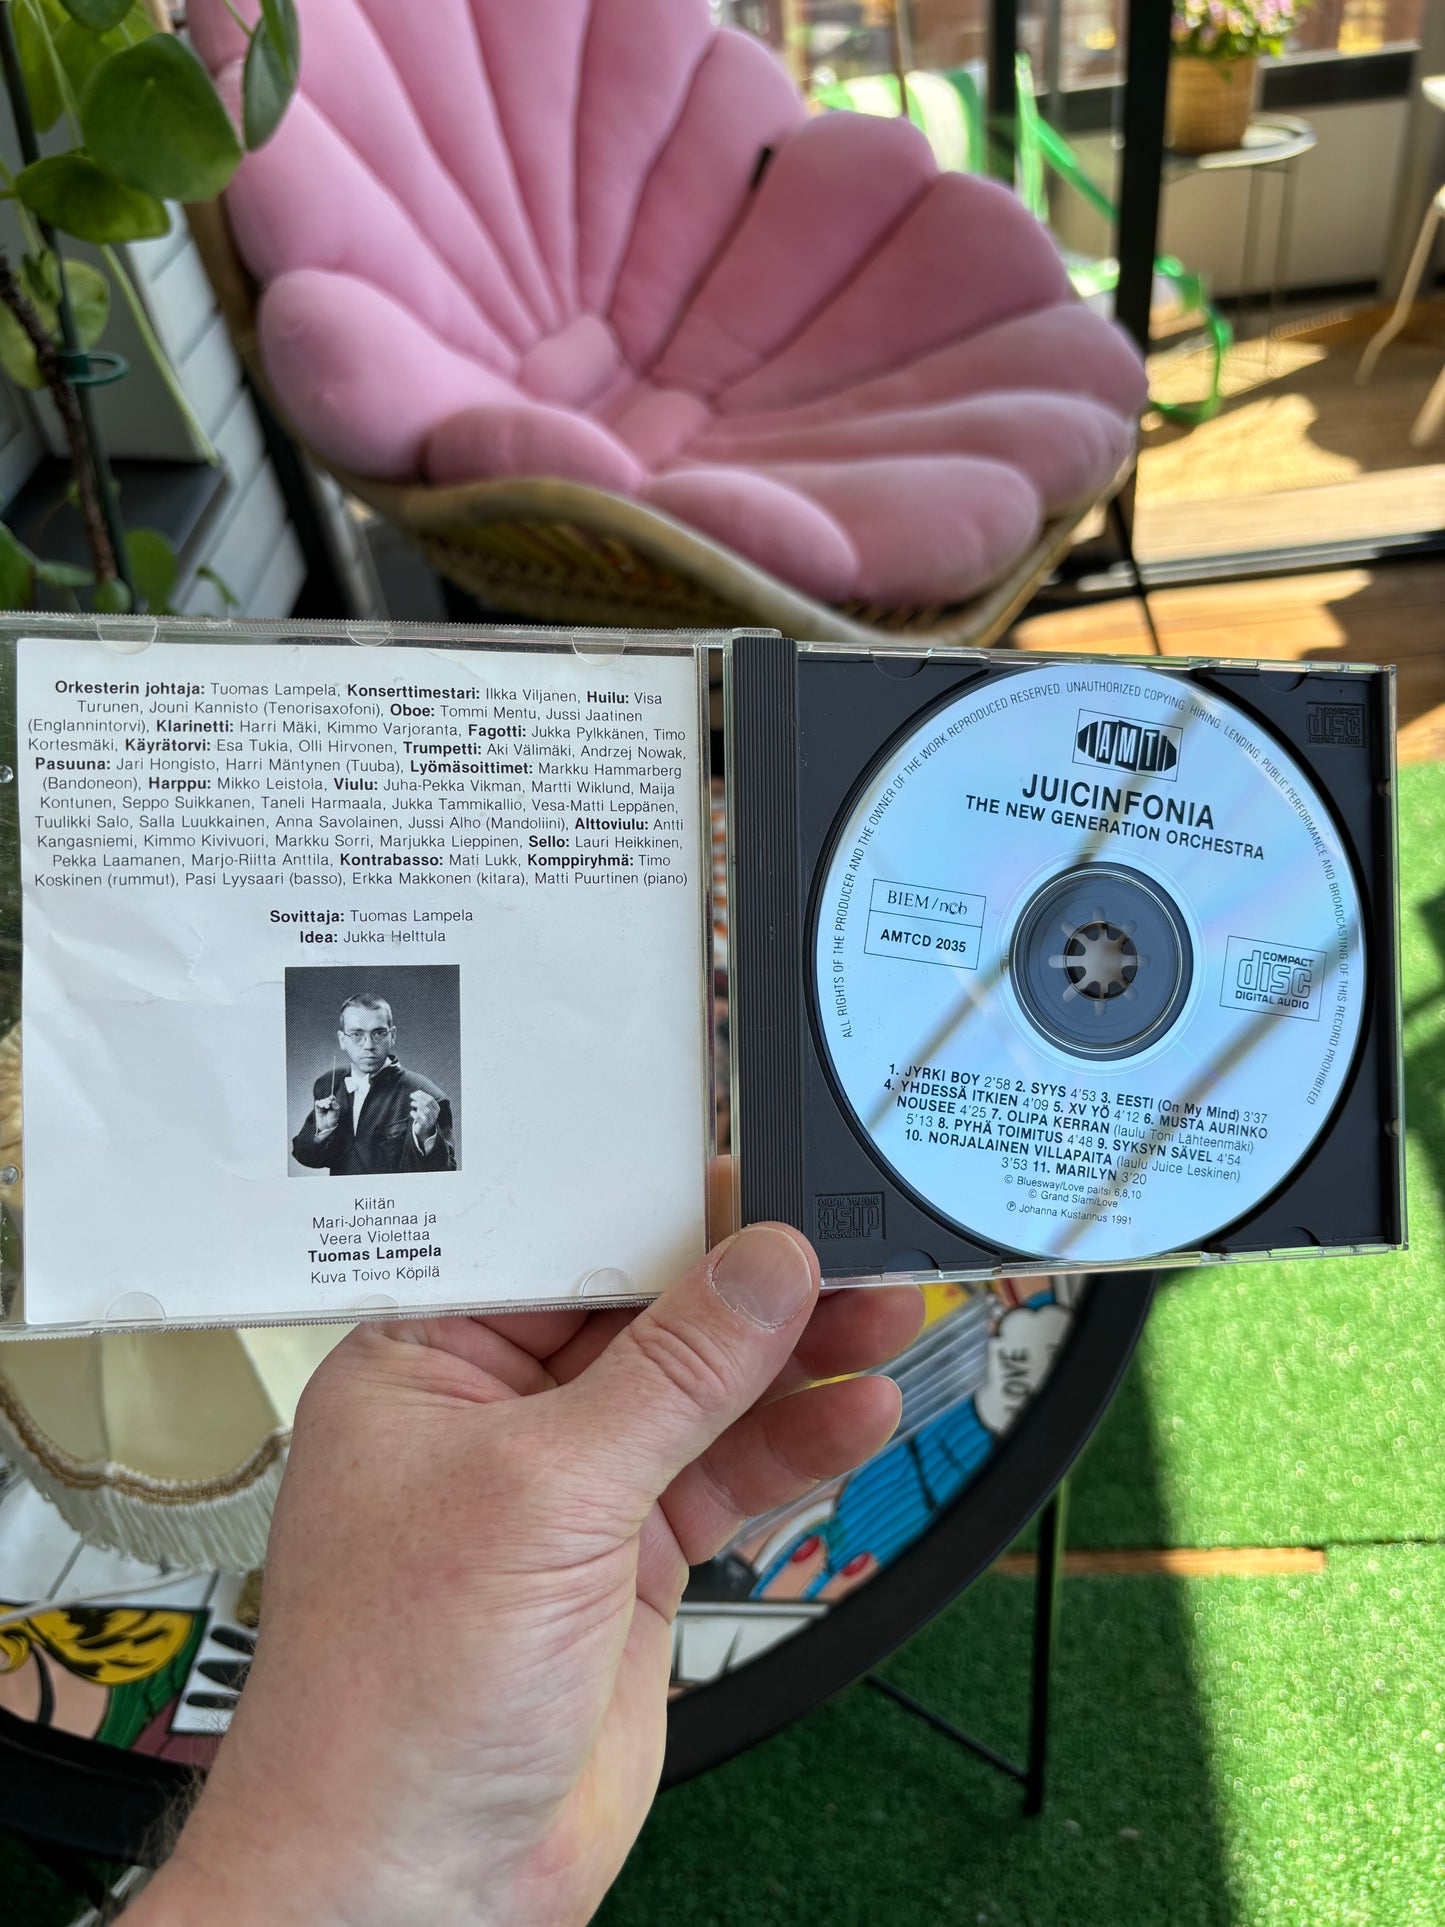 Orkesterin johtaja: Tuomas Lampela, Konserttimestari: Ilkka Viljanen, Huilu: Visa
Turunen, Jouni Kannisto (Tenorisaxofoni), Oboe: Tommi Mentu, Jussi Jaatinen
(Englannintorvi), Klarinetti: Harri Mäki, Kimmo Varjoranta, Fagotti: Jukka Pylkkänen, Timo
Kortesmäki, Käyrätorvi: Esa Tukia, Olli Hirvonen, Trumpetti: Aki Välimäki, Andrzej Nowak,
Pasuuna: Jari Hongisto, Harri Mäntynen (Tuuba), Lyömäsoittimet: Markku Hammarberg
(Bandoneon), Harppu: Mikko Leistola, Viulu: Juha-Pekka Vikman, Martti Wiklund, Maija
Kontunen, Seppo Suikkanen, Taneli Harmaala, Jukka Tammikallio, Vesa-Matti Leppänen,
Tuulikki Salo, Salla Luukkainen, Anna Savolainen, Jussi Alho (Mandoliini), Alttoviulu: Antti
Kangasniemi, Kimmo Kivivuori, Markku Sorri, Marjukka Lieppinen, Sello: Lauri Heikkinen,
Pekka Laamanen, Marjo-Riitta Anttila, Kontrabasso: Mati Lukk, Komppiryhmä: Timo
Koskinen (rummut), Pasi Lyysaari (basso), Erkka Makkonen (kitara), Matti Puurtinen (piano)
Sovittaja: Tuomas Lampela
Idea: Jukka Helttula
Kiitän
Mari-Johannaa ja
Veera Violettaa
Tuomas Lampela
Kuva Toivo Köpilä
ALL RIGHTS OF THE PRODUCER AND THE OWNER OF THE WORK REPRODUCED RESERVED. UNAUTHORIZED COPYING, HIRING, LENDING, PUBLIC PERFORMANCE AND BROADCASTING OF THIS RECORD PROHIBITED
AMT
JUICINFONIA
THE NEW GENERATION ORCHESTRA
BIEM/ncb
AMTCD 2035
COMPACT
disc
DIGITAL AUDIO
1. JYRKI BOY 2'58 2. SYYS 4'53 3. EESTI (On My Mind) 3'37
4. YHDESSÄ ITKIEN 4'09 5. XV YÖ 4'12 6. MUSTA AURINKO
NOUSEE 4'25 7. OLIPA KERRAN (laulu Toni Lähteenmäki)
5'13 8. PYHÄ TOIMITUS 4'48 9. SYKSYN SÄVEL 4'54
10. NORJALAINEN VILLAPAITA (laulu Juice Leskinen)
3'53 11. MARILYN 3'20
© Bluesway/Love paitsi 6,8,10
© Grand Slam/Love
℗ Johanna Kustannus 1991
COMPACT
disc
DIGITAL AUDIO
COMPACT
disc
DIGITAL AUDIO
LOVE